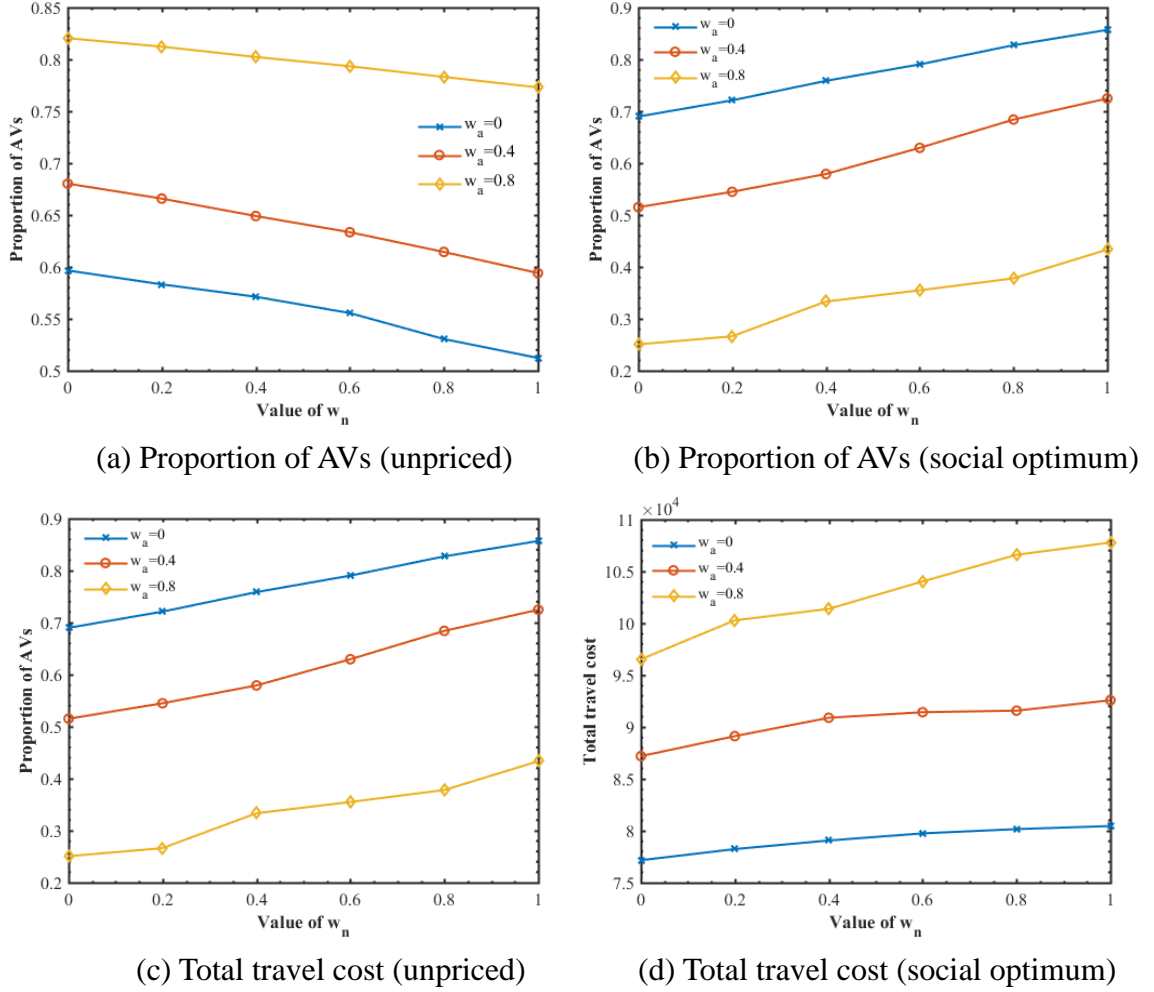 0.85
0.8
0.75
0.7
0.65
0.6
0.55
0.5
Proportion of AVs
w_a=0
w_a=0.4
w_a=0.8
0 0.2 0.4 0.6 0.8 1
Value of w_n
(a) Proportion of AVs (unpriced)
0.9
0.8
0.7
0.6
0.5
0.4
0.3
0.2
Proportion of AVs
w_a=0
w_a=0.4
w_a=0.8
0 0.2 0.4 0.6 0.8 1
Value of w_n
(b) Proportion of AVs (social optimum)
0.9
0.8
0.7
0.6
0.5
0.4
0.3
0.2
Proportion of AVs
w_a=0
w_a=0.4
w_a=0.8
0 0.2 0.4 0.6 0.8 1
Value of w_n
(c) Total travel cost (unpriced)
×10^4
11
10.5
10
9.5
9
8.5
8
7.5
Total travel cost
w_a=0
w_a=0.4
w_a=0.8
0 0.2 0.4 0.6 0.8 1
Value of w_n
(d) Total travel cost (social optimum)